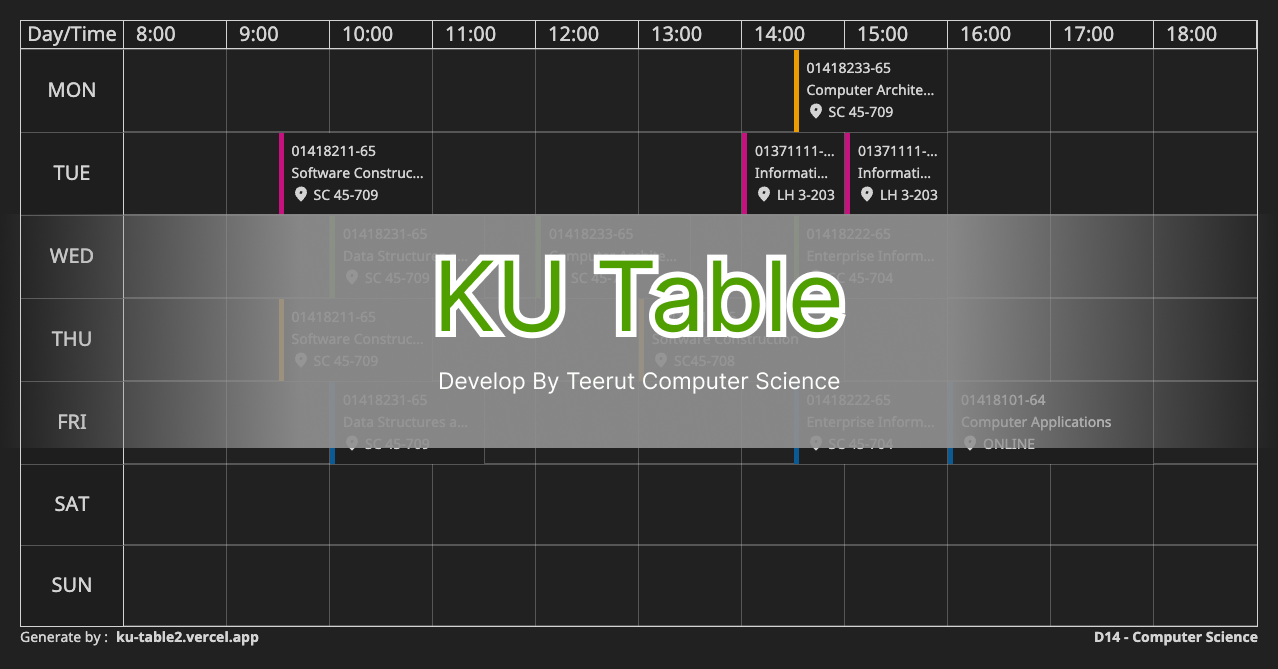 Day/Time 8:00 9:00 10:00 11:00 12:00 13:00 14:00 15:00 16:00 17:00 18:00
MON
01418233-65
Computer Archite...
SC 45-709
TUE
01418211-65
Software Construc...
SC 45-709
01371111-...
Informati...
LH 3-203
01371111-...
Informati...
LH 3-203
WED
01418231-65
Data Structures
SC 45-709
01418233-65
SC 45-
01418222-65
Enterprise Inform...
SC 45-704
KU Table
THU
01418211-65
Software Construc...
SC 45-709
Software Construction
SC45-708
Develop By Teerut Computer Science
FRI
01418231-65
Data Structures a...
SC 45-709
01418222-65
Enterprise Inform...
SC 45-704
01418101-64
Computer Applications
ONLINE
SAT
SUN
Generate by : ku-table2.vercel.app
D14 - Computer Science